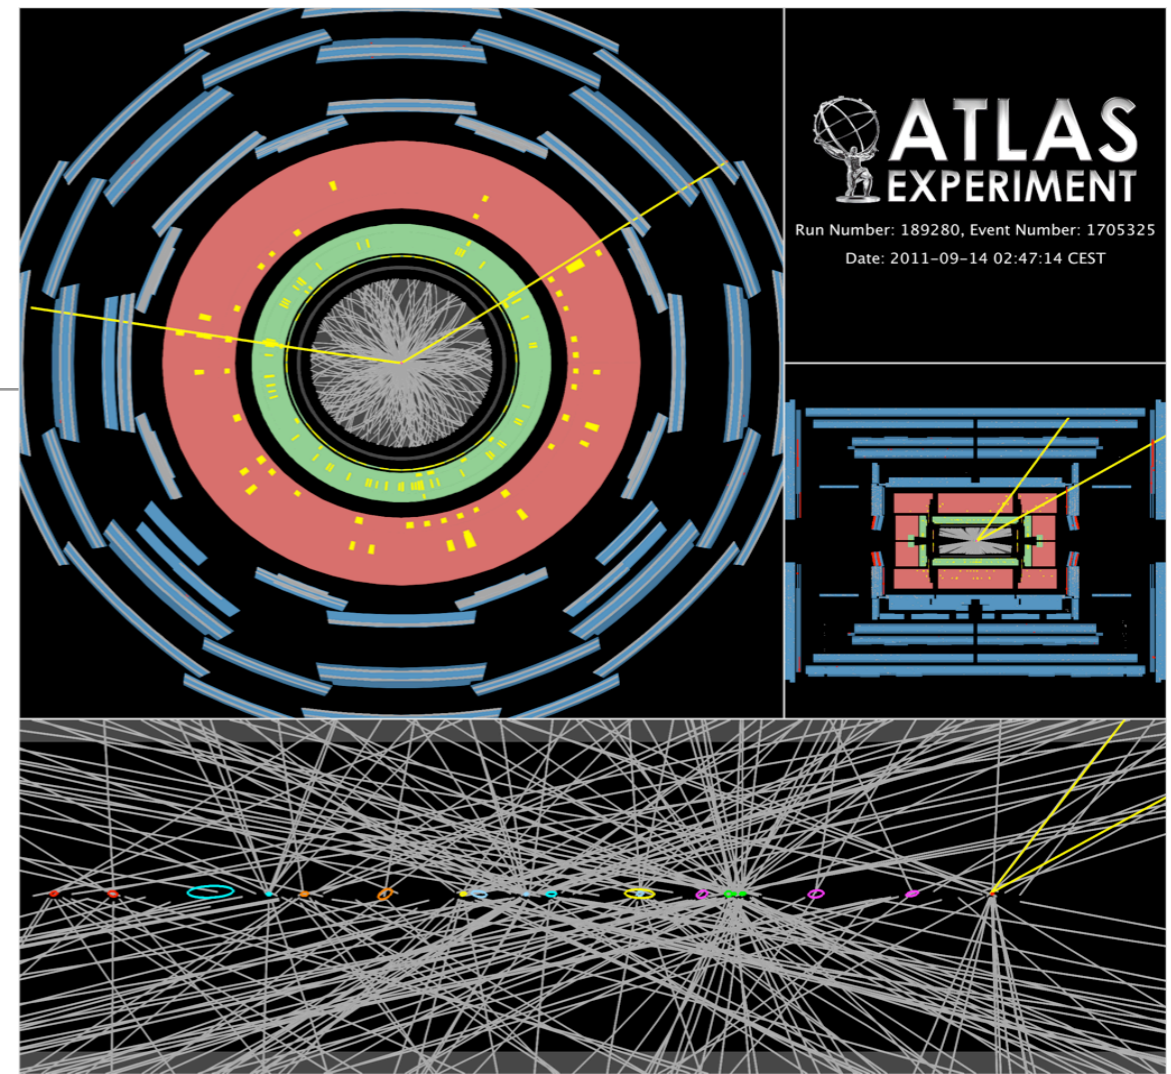 ATLAS
EXPERIMENT
Run Number: 189280, Event Number: 1705325
Date: 2011-09-14 02:47:14 CEST